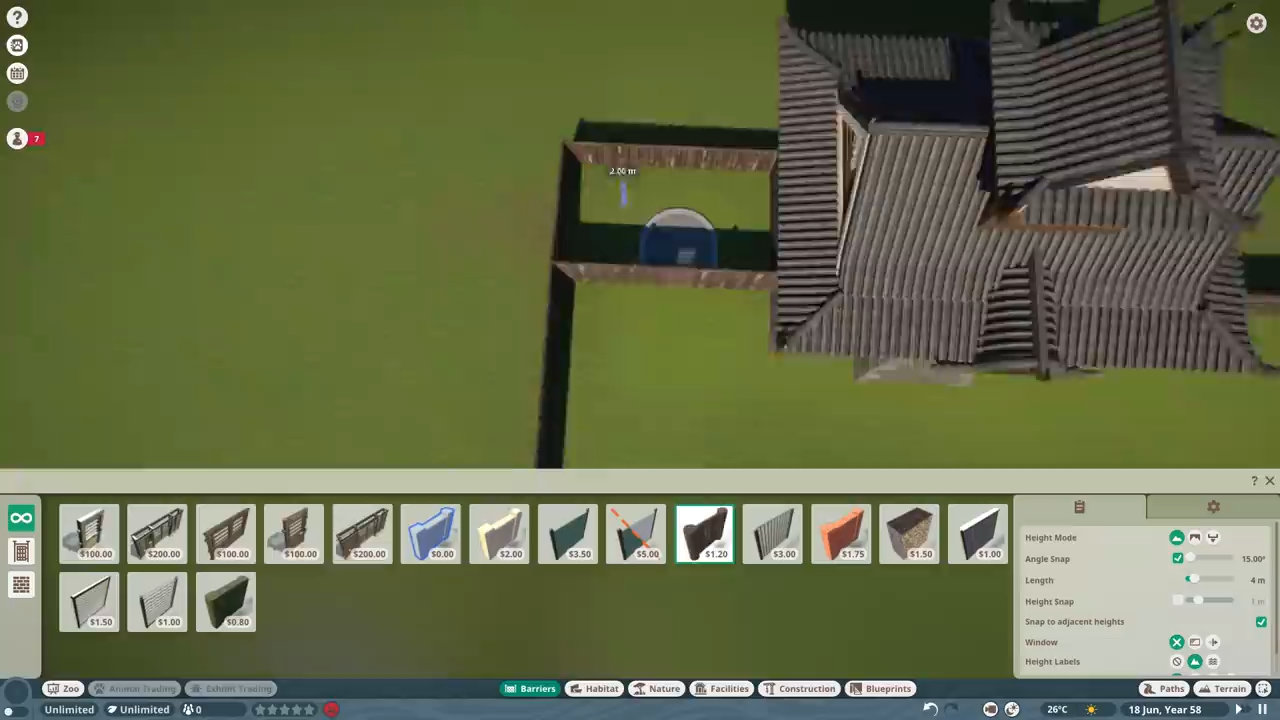 ?
7
2.00 m
?
$100.00 $200.00 $100.00 $100.00 $200.00 $0.00 $2.00 $3.50 $5.00 $1.20 $3.00 $1.75 $1.50 $1.00
$1.50 $1.00 $0.80
Height Mode
Angle Snap 15.00°
Length 4 m
Height Snap 1 m
Snap to adjacent heights
Window
Height Labels
Zoo Animal Trading Exhibit Trading Barriers Habitat Nature Facilities Construction Blueprints Paths Terrain
Unlimited Unlimited 0 26°C 18 Jun, Year 58